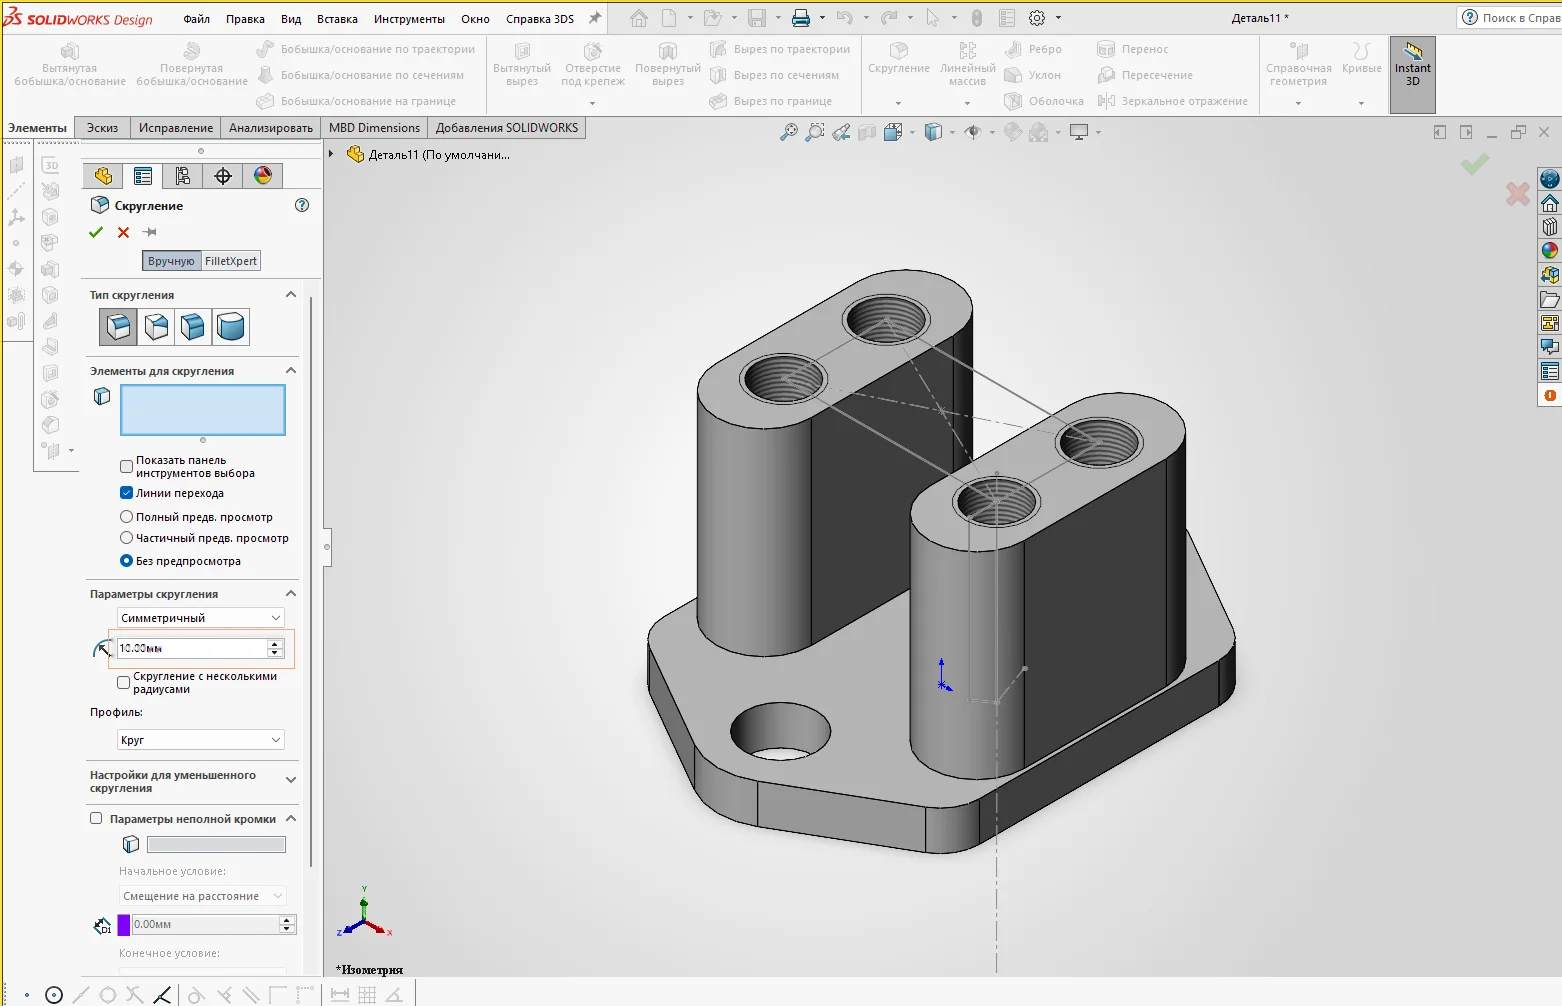 SOLIDWORKS Design
Файл Правка Вид Вставка Инструменты Окно Справка 3DS
Деталь11 *
Поиск в Справ
Вытянутая
бобышка/основание
Повернутая
бобышка/основание
Бобышка/основание по траектории
Бобышка/основание по сечениям
Бобышка/основание на границе
Вытянутый
вырез
Отверстие
под крепеж
Повернутый
вырез
Вырез по траектории
Вырез по сечениям
Вырез по границе
Скругление
Линейный
массив
Ребро
Уклон
Оболочка
Перенос
Пересечение
Зеркальное отражение
Справочная
геометрия
Кривые
Instant
3D
Элементы Эскиз Исправление Анализировать MBD Dimensions Добавления SOLIDWORKS
Деталь11 (По умолчани...
3D
Скругление
Вручную FilletXpert
Тип скругления
Элементы для скругления
Показать панель
инструментов выбора
Линии перехода
Полный предв. просмотр
Частичный предв. просмотр
Без предпросмотра
Параметры скругления
Симметричный
Скругление с несколькими
радиусами
Профиль:
Круг
Настройки для уменьшенного
скругления
Параметры неполной кромки
Начальное условие:
Смещение на расстояние
D1
0.00мм
Конечное условие:
Y
Z
X
*Изометрия